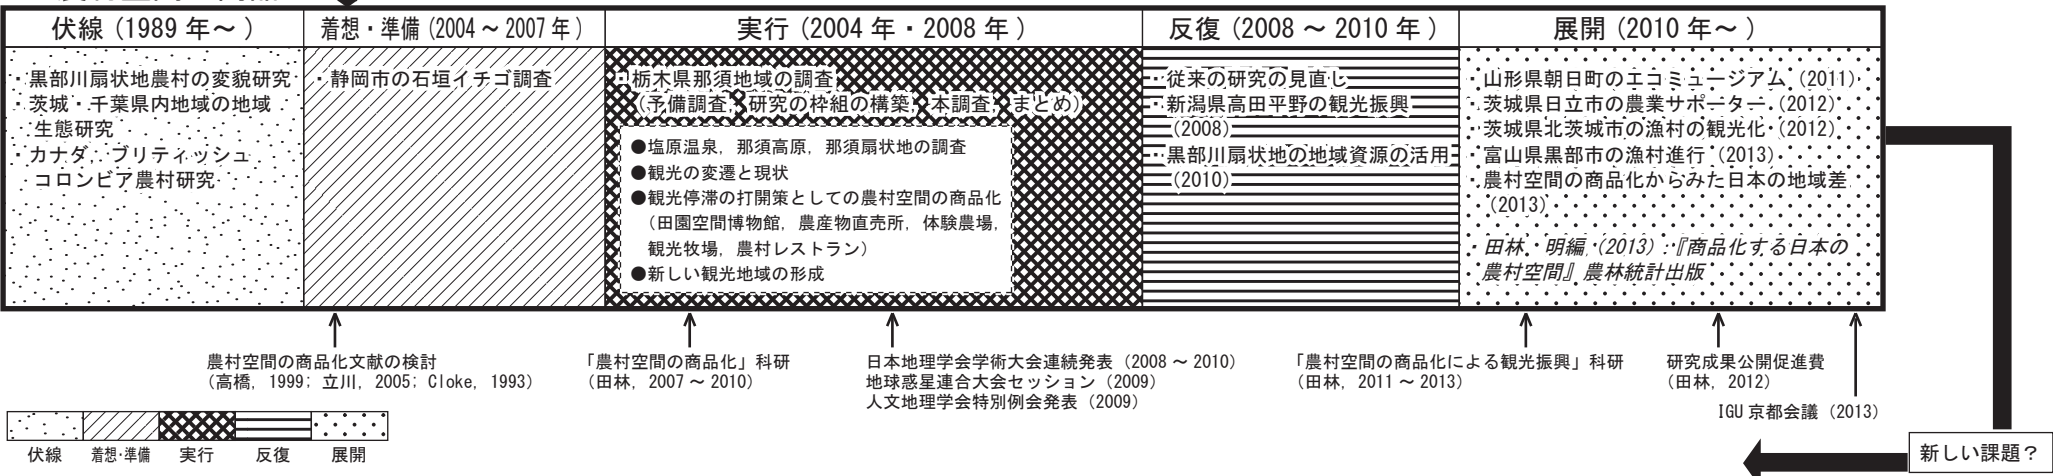 伏線 (1989 年～ )
・黒部川扇状地農村の変貌研究
・茨城・千葉県内地域の地域
生態研究
・カナダ，ブリティッシュ
コロンビア農村研究
着想・準備 (2004 ～ 2007 年 )
・静岡市の石垣イチゴ調査
実行 (2004 年・2008 年 )
・栃木県那須地域の調査
(予備調査，研究の枠組の構築，本調査，まとめ)
●塩原温泉，那須高原，那須扇状地の調査
●観光の変遷と現状
●観光停滞の打開策としての農村空間の商品化
（田園空間博物館，農産物直売所，体験農場，
観光牧場，農村レストラン）
●新しい観光地域の形成
反復 (2008 ～ 2010 年 )
・従来の研究の見直し
・新潟県高田平野の観光振興
(2008)
・黒部川扇状地の地域資源の活用
(2010)
展開 (2010 年～ )
・山形県朝日町のエコミュージアム (2011)
・茨城県日立市の農業サポーター (2012)
・茨城県北茨城市の漁村の観光化 (2012)
・富山県黒部市の漁村進行 (2013)
・農村空間の商品化からみた日本の地域差
(2013)
・田林 明編 (2013) :『商品化する日本の
農村空間』農林統計出版
農村空間の商品化文献の検討
(高橋, 1999; 立川, 2005; Cloke, 1993)
「農村空間の商品化」科研
(田林, 2007 ～ 2010)
日本地理学会学術大会連続発表 (2008 ～ 2010)
地球惑星連合大会セッション (2009)
人文地理学会特別例会発表 (2009)
「農村空間の商品化による観光振興」科研
(田林, 2011 ～ 2013)
研究成果公開促進費
(田林, 2012)
IGU 京都会議 (2013)
伏線 着想・準備 実行 反復 展開
新しい課題？